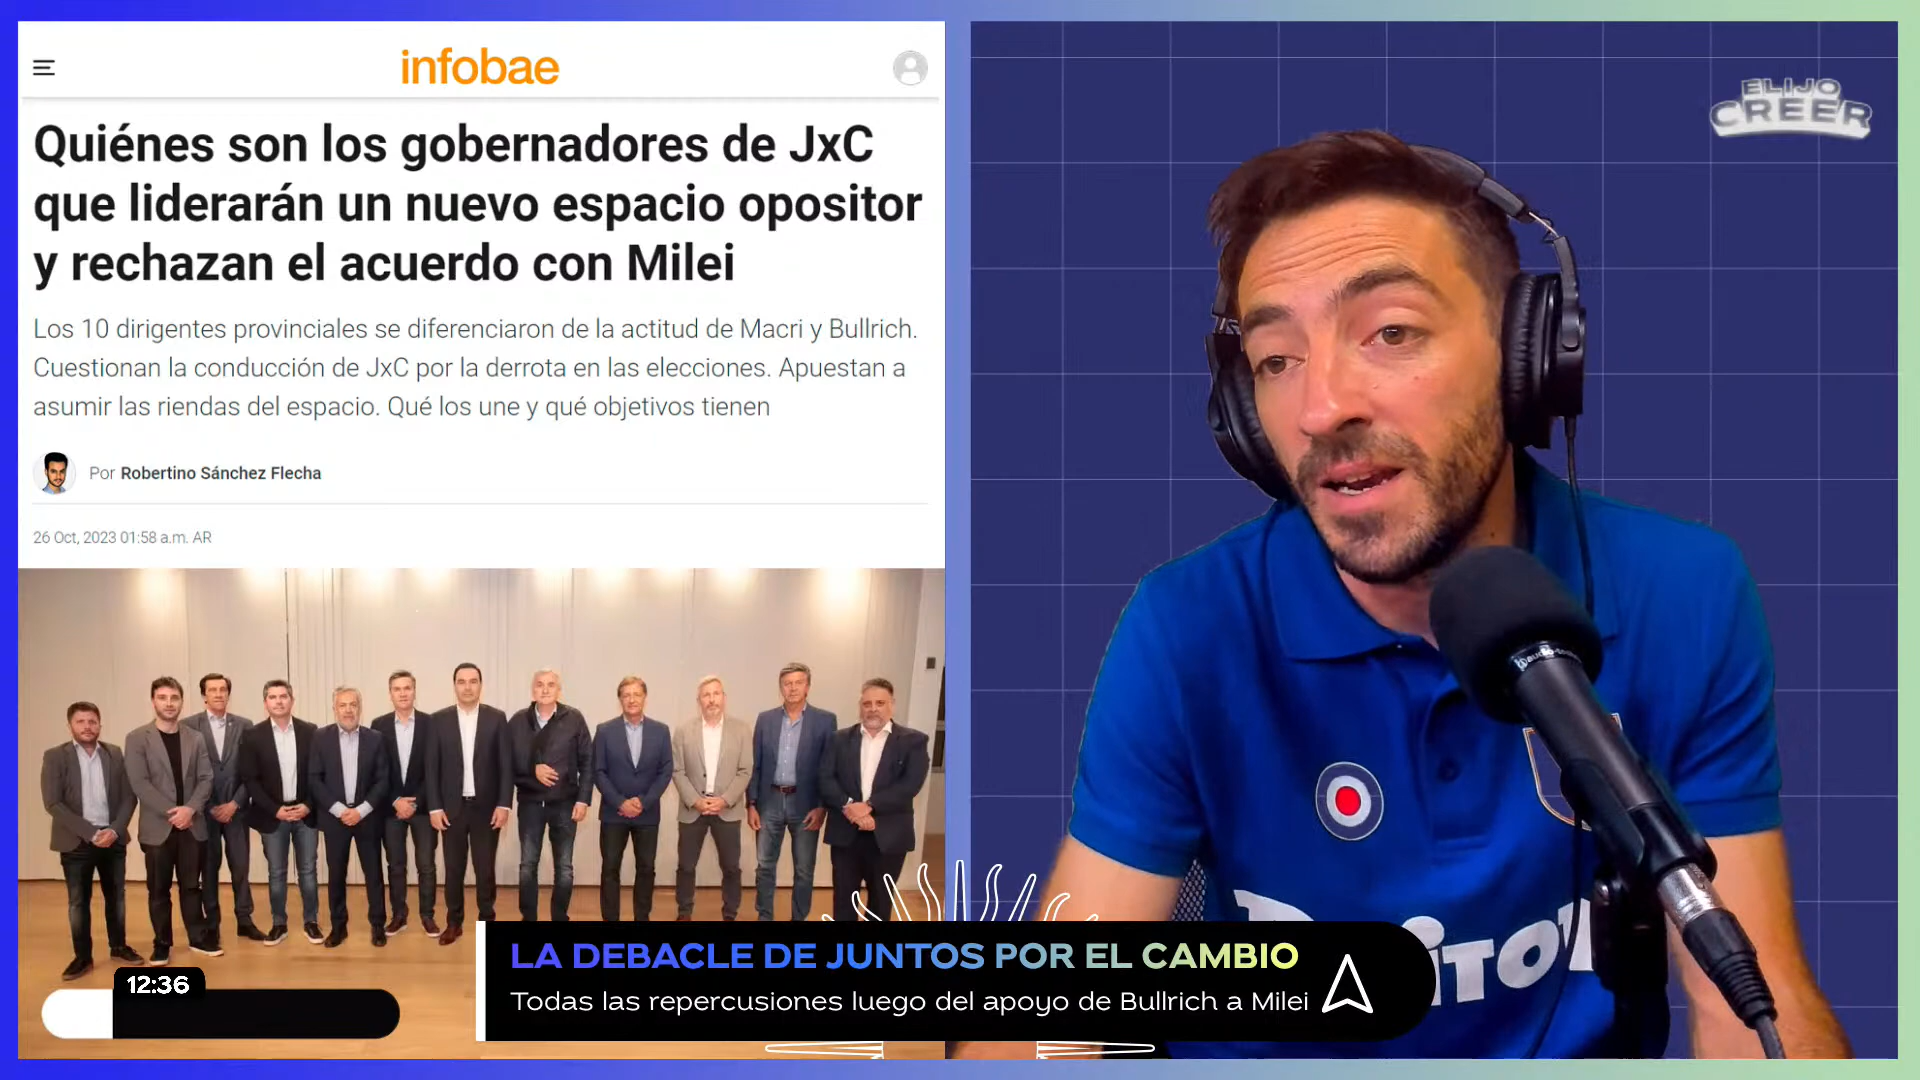 infobae
Quiénes son los gobernadores de JxC
que liderarán un nuevo espacio opositor
y rechazan el acuerdo con Milei
Los 10 dirigentes provinciales se diferenciaron de la actitud de Macri y Bullrich.
Cuestionan la conducción de JxC por la derrota en las elecciones. Apuestan a
asumir las riendas del espacio. Qué los une y qué objetivos tienen
Por Robertino Sánchez Flecha
26 Oct, 2023 01:58 a.m. AR
12:36
ELIJO
CREER
LA DEBACLE DE JUNTOS POR EL CAMBIO
Todas las repercusiones luego del apoyo de Bullrich a Milei